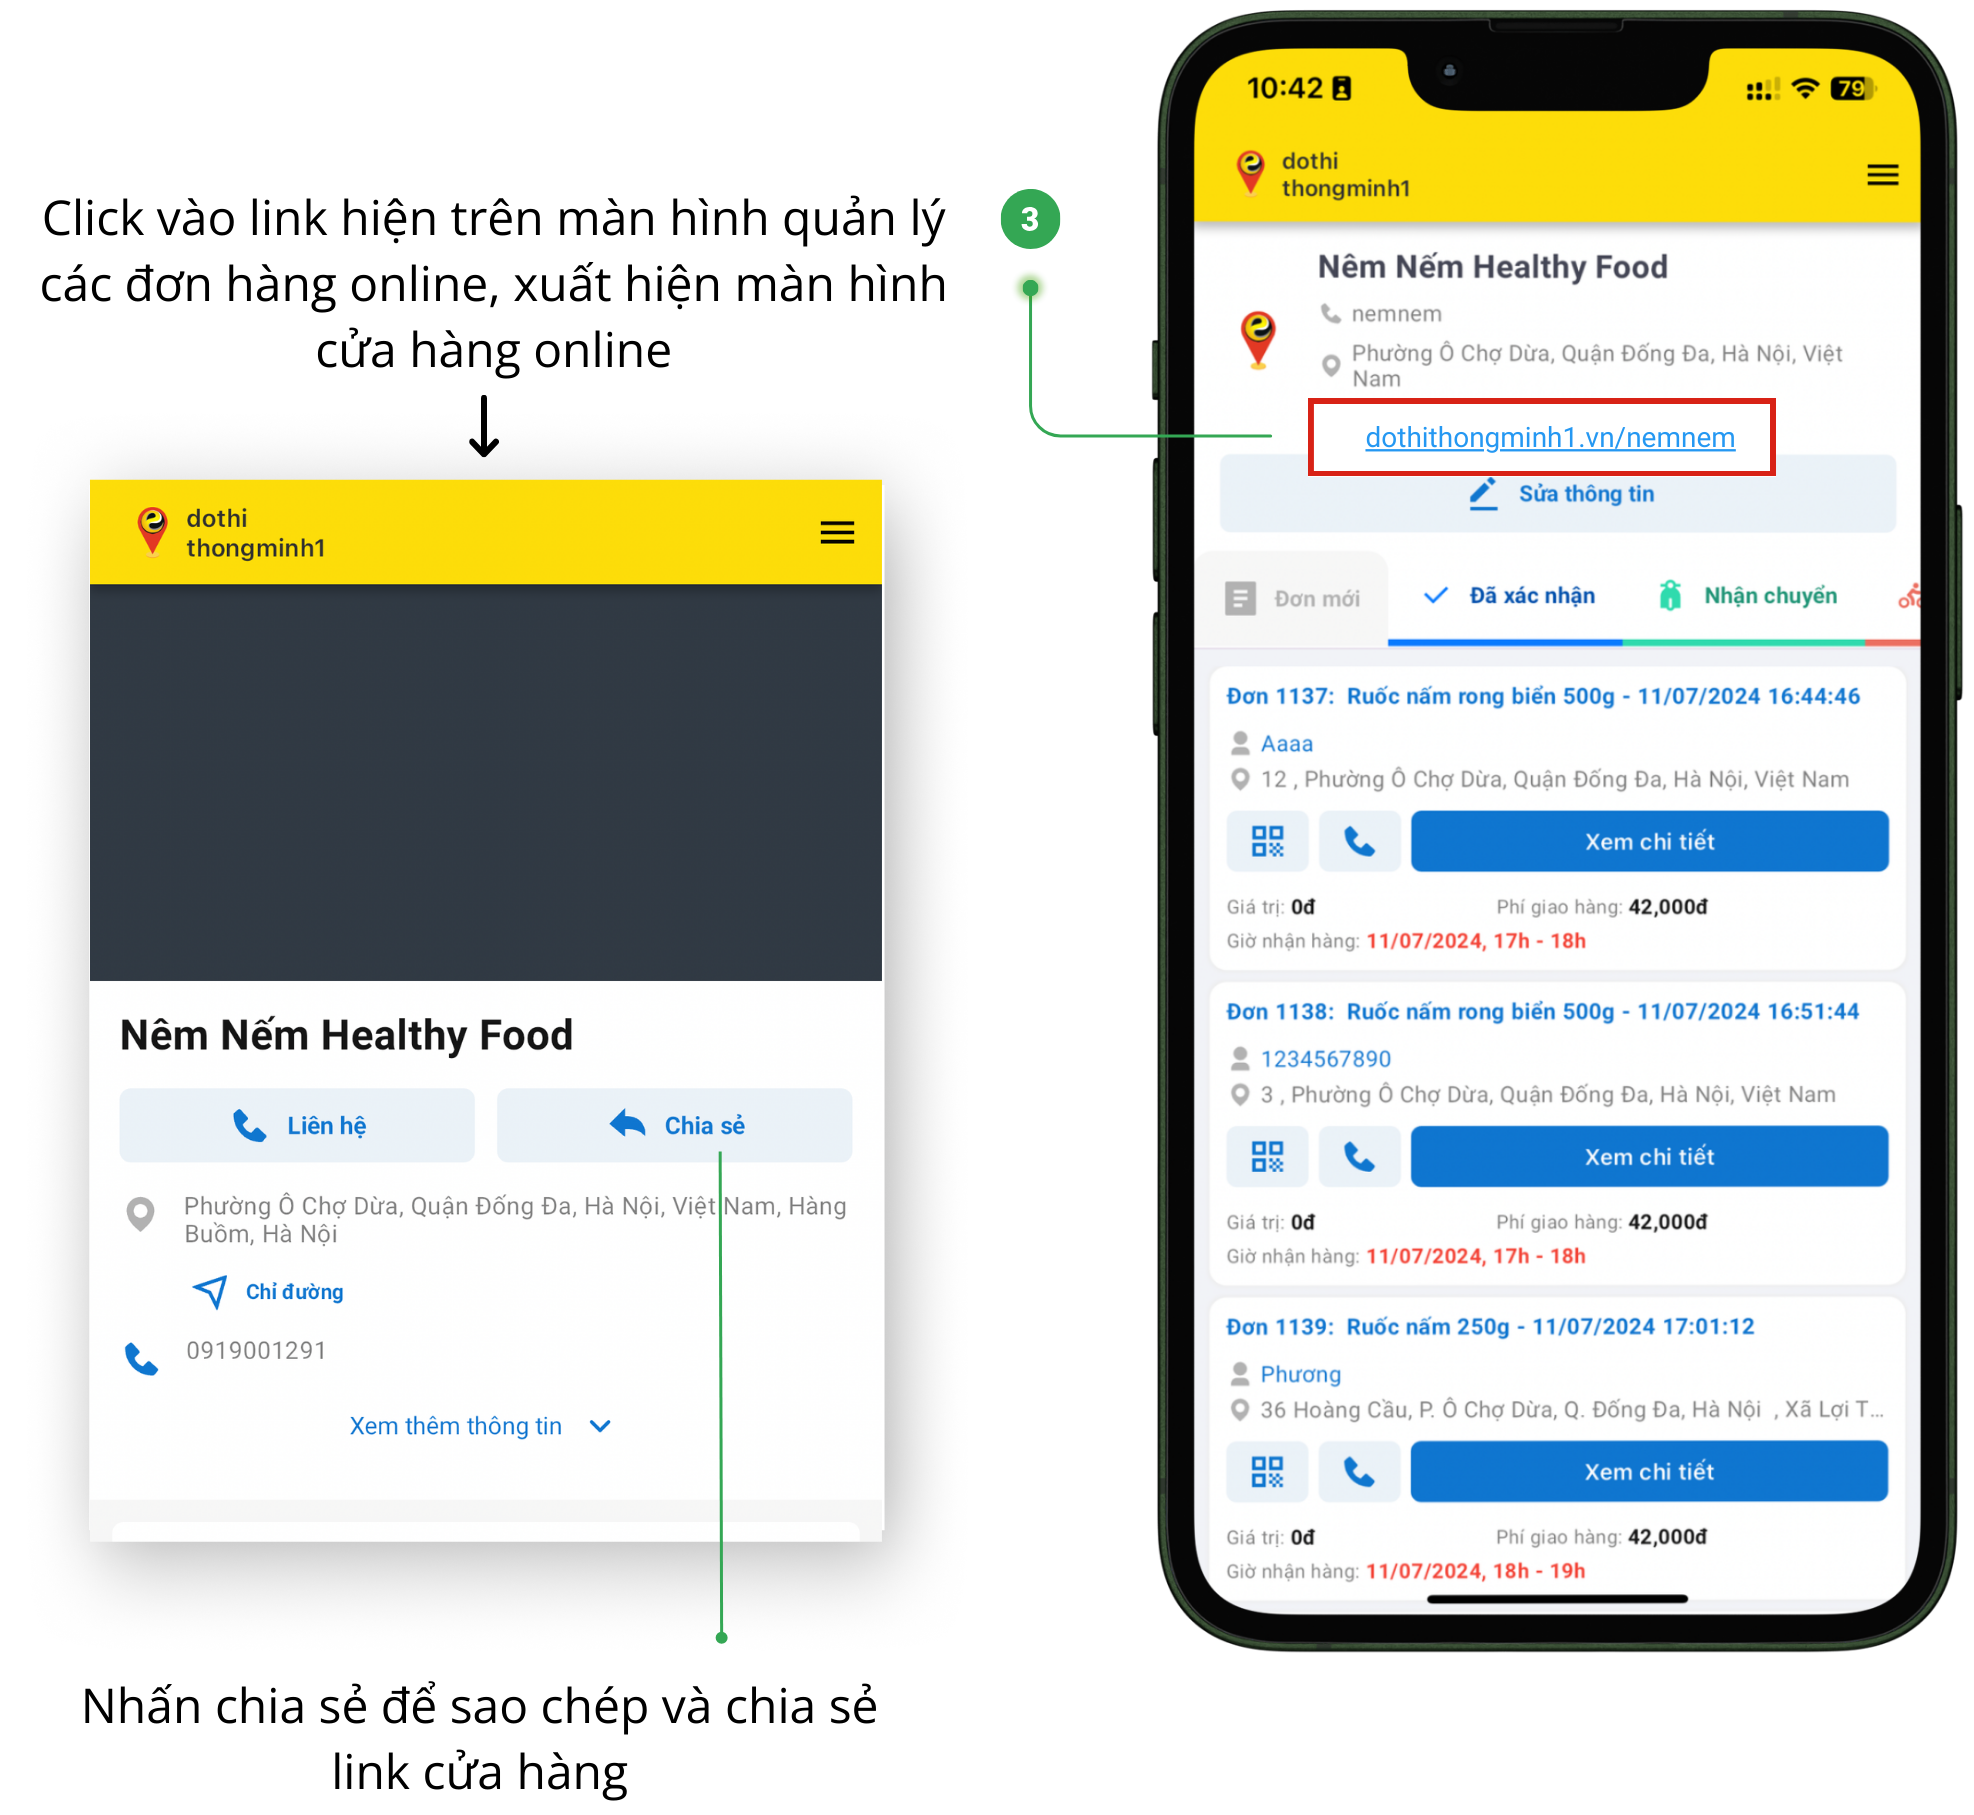 Click vào link hiện trên màn hình quản lý
các đơn hàng online, xuất hiện màn hình
cửa hàng online
dothi
thongminh1
Nêm Nếm Healthy Food
Liên hệ
Chia sẻ
Phường Ô Chợ Dừa, Quận Đống Đa, Hà Nội, Việt Nam, Hàng
Buồm, Hà Nội
Chỉ đường
0919001291
Xem thêm thông tin
Nhấn chia sẻ để sao chép và chia sẻ
link cửa hàng
3
10:42
79
dothi
thongminh1
Nêm Nếm Healthy Food
nemnem
Phường Ô Chợ Dừa, Quận Đống Đa, Hà Nội, Việt
Nam
dothithongminh1.vn/nemnem
Sửa thông tin
Đơn mới
Đã xác nhận
Nhận chuyển
Đơn 1137: Ruốc nấm rong biển 500g - 11/07/2024 16:44:46
Aaaa
12 , Phường Ô Chợ Dừa, Quận Đống Đa, Hà Nội, Việt Nam
Xem chi tiết
Giá trị: 0đ Phí giao hàng: 42,000đ
Giờ nhận hàng: 11/07/2024, 17h - 18h
Đơn 1138: Ruốc nấm rong biển 500g - 11/07/2024 16:51:44
1234567890
3 , Phường Ô Chợ Dừa, Quận Đống Đa, Hà Nội, Việt Nam
Xem chi tiết
Giá trị: 0đ Phí giao hàng: 42,000đ
Giờ nhận hàng: 11/07/2024, 17h - 18h
Đơn 1139: Ruốc nấm 250g - 11/07/2024 17:01:12
Phương
36 Hoàng Cầu, P. Ô Chợ Dừa, Q. Đống Đa, Hà Nội , Xã Lợi T...
Xem chi tiết
Giá trị: 0đ Phí giao hàng: 42,000đ
Giờ nhận hàng: 11/07/2024, 18h - 19h